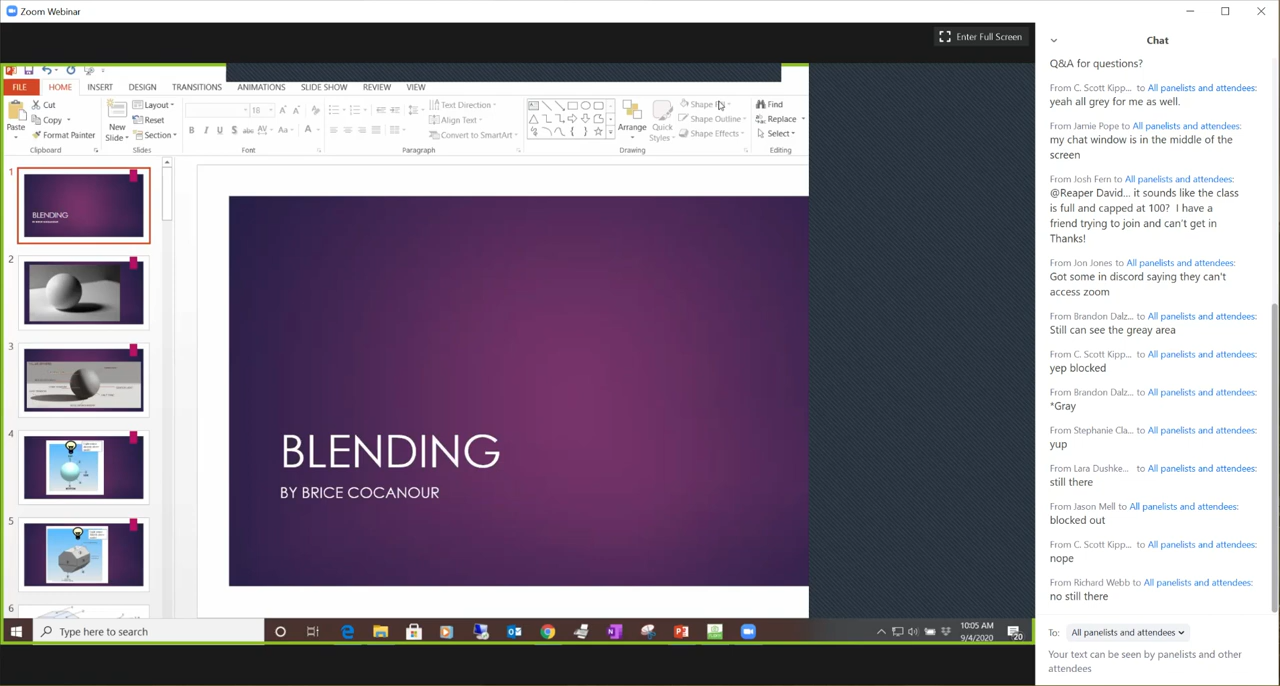 Zoom Webinar
Enter Full Screen
FILE HOME INSERT DESIGN TRANSITIONS ANIMATIONS SLIDE SHOW REVIEW VIEW
Paste
Cut
Copy
Format Painter
Clipboard
New
Slide
Layout
Reset
Section
Slides
18
Font
Text Direction
Align Text
Convert to SmartArt
Paragraph
Arrange
Quick
Styles
Shape
Shape Outline
Shape Effects
Drawing
Find
Replace
Select
Editing
1
BLENDING
BY BRICE COCANOUR
2
3
4
5
6
BLENDING
BY BRICE COCANOUR
Type here to search
10:05 AM
9/4/2020
20
Chat
Q&A for questions?
From C. Scott Kipp... to All panelists and attendees:
yeah all grey for me as well.
From Jamie Pope to All panelists and attendees:
my chat window is in the middle of the
screen
From Josh Fern to All panelists and attendees:
@Reaper David... it sounds like the class
is full and capped at 100? I have a
friend trying to join and can't get in
Thanks!
From Jon Jones to All panelists and attendees:
Got some in discord saying they can't
access zoom
From Brandon Dalz... to All panelists and attendees:
Still can see the greay area
From C. Scott Kipp... to All panelists and attendees:
yep blocked
From Brandon Dalz... to All panelists and attendees:
*Gray
From Stephanie Cla... to All panelists and attendees:
yup
From Lara Dushke... to All panelists and attendees:
still there
From Jason Mell to All panelists and attendees:
blocked out
From C. Scott Kipp... to All panelists and attendees:
nope
From Richard Webb to All panelists and attendees:
no still there
To: All panelists and attendees
Your text can be seen by panelists and other
attendees